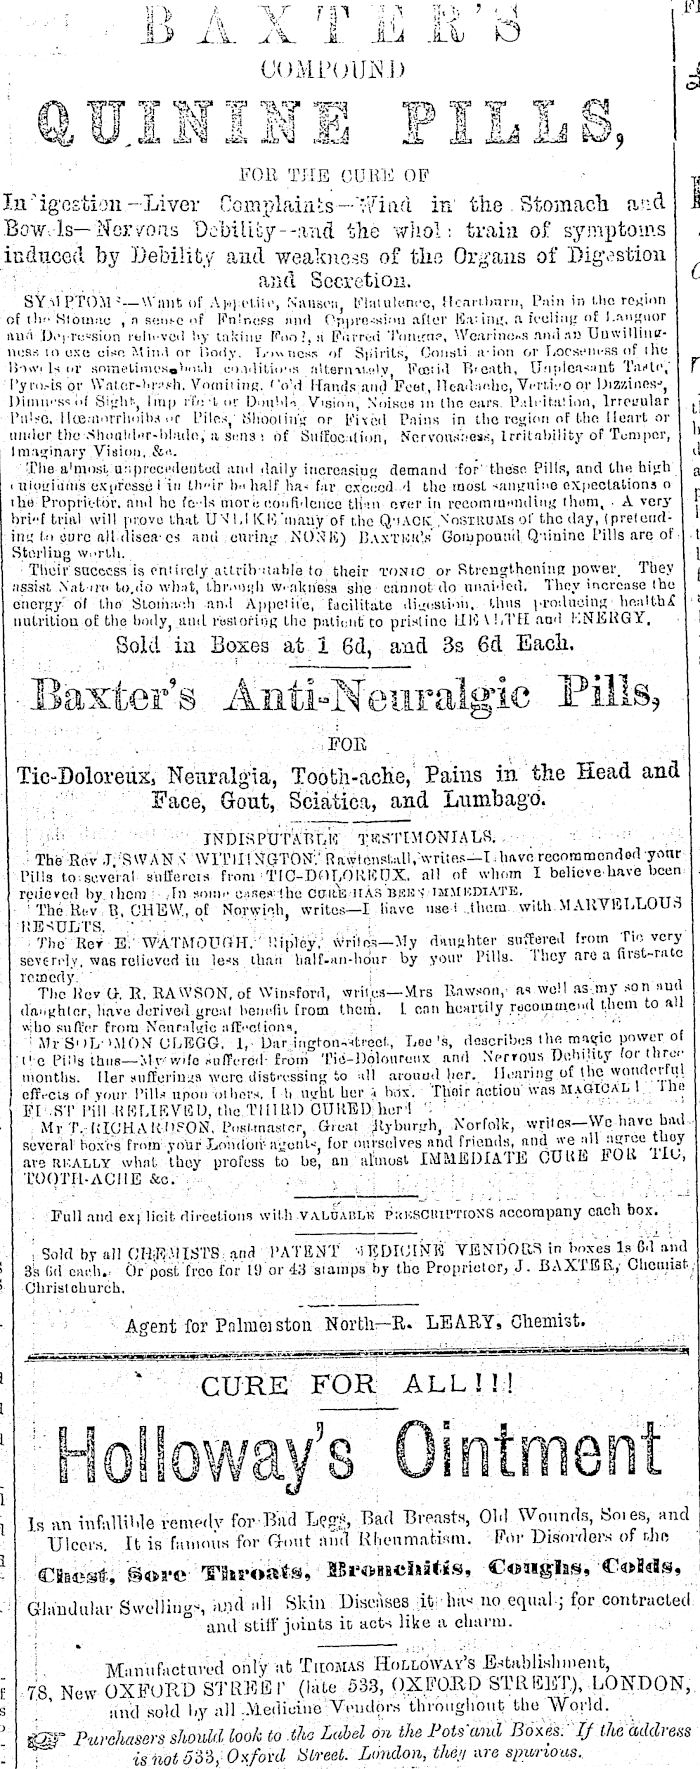 BAXTER'S
COMPOUND
QUININE PILLS,
FOR THE CURE OF
In igestion—Liver Complaints—Wind in the Stomach and
Bow ls—Nervous Debility—and the whol: train of symptoms
induced by Debility and weakness of the Organs of Digestion
and Secretion.
SYMPTOMS—Want of Appetite, Nausea, Flatulence, Heartburn, Pain in the region
of the Stomac , a sense of Fulness and Oppression after Eating, a feeling of Languor
and Depression relieved by taking Food, a Furred Tongue, Weariness and an Unwilling-
ness to exe cise Mind or Body. Lowness of Spirits, Consti ation or Looseness of the
Bowels or sometimes both conditions alternately, Fœtid Breath, Unpleasant Taste,
Pyrosis or Water-brash, Vomiting, Cold Hands and Feet, Headache, Vertigo or Dizziness,
Dimness of Sight, Imp rfect or Double Vision, Noises in the ears, Palpitation, Irregular
Pulse, Hœmorrhoibs or Piles, Shooting or Fixed Pains in the region of the Heart or
under the Shoulder-blade, a sense of Suffocation, Nervousness, Irritability of Temper,
Imaginary Vision, &c.
The almost unprecedented and daily increasing demand for these Pills, and the high
eulogiums expressed in their behalf has far exceed d the most sanguine expectations o
the Proprietor, and he feels more confidence than ever in recommending them. A very
brief trial will prove that UNLIKE many of the QUACK NOSTRUMS of the day, (pretend-
ing to cure all diseases and curing NONE) BAXTER'S Compound Quinine Pills are of
Sterling worth.
Their success is entirely attributable to their TONIC or Strengthening power. They
assist Nature to do what, through weakness she cannot do unaided. They increase the
energy of the Stomach and Appetite, facilitate digestion, thus producing health&
nutrition of the body, and restoring the patient to pristine HEALTH and ENERGY.
Sold in Boxes at 1 6d, and 3s 6d Each.
Baxter's Anti-Neuralgic Pills,
FOR
Tic-Doloreux, Neuralgia, Tooth-ache, Pains in the Head and
Face, Gout, Sciatica, and Lumbago.
INDISPUTABLE TESTIMONIALS.
The Rev J. SWANN WITHINGTON, Rawtenstall, writes—I have recommended your
Pills to several sufferers from TIC-DOLOREUX, all of whom I believe have been
relieved by them In some cases the CURE HAS BEEN IMMEDIATE.
The Rev B. CHEW, of Norwich, writes—I have used them with MARVELLOUS
RESULTS.
The Rev E. WATMOUGH, Ripley, writes—My daughter suffered from Tic very
severely, was relieved in less than half-an-hour by your Pills. They are a first-rate
remedy.
The Rev G. R. RAWSON, of Winsford, writes—Mrs Rawson, as well as my son and
daughter, have derived great benefit from them. I can heartily recommend them to all
who suffer from Neuralgic affections.
Mr SOLOMON CLEGG, 1, Dar ington-street, Lee's, describes the magic power of
the Pills thus—My wife suffered from Tic-Doloureux and Nervous Debility for three
months. Her sufferings were distressing to all around her. Hearing of the wonderful
effects of your Pills upon others, I b ught her a box. Their action was MAGICAL! The
FI ST Pill RELIEVED, the THIRD CURED her!
Mr T. RICHARDSON, Postmaster, Great Ryburgh, Norfolk, writes—We have had
several boxes from your London agents, for ourselves and friends, and we all agree they
are REALLY what they profess to be, an almost IMMEDIATE CURE FOR TIC,
TOOTH-ACHE &c.
Full and explicit directions with VALUABLE PRESCRIPTIONS accompany each box.
Sold by all CHEMISTS and PATENT MEDICINE VENDORS in boxes 1s 6d and
3s 6d each. Or post free for 19 or 43 stamps by the Proprietor, J. BAXTER, Chemist
Christchurch.
Agent for Palmerston North—R. LEARY, Chemist.
CURE FOR ALL!!!
Holloway's Ointment
Is an infallible remedy for Bad Legs, Bad Breasts, Old Wounds, Sores, and
Ulcers. It is famous for Gout and Rheumatism. For Disorders of the
Chest, Sore Throats, Bronchitis, Coughs, Colds,
Glandular Swellings, and all Skin Diseases it has no equal; for contracted
and stiff joints it acts like a charm.
Manufactured only at THOMAS HOLLOWAY'S Establishment,
78, New OXFORD STREET (late 533, OXFORD STREET), LONDON,
and sold by all Medicine Vendors throughout the World.
☞ Purchasers should look to the Label on the Pots and Boxes. If the address
is not 533, Oxford Street. London, they are spurious.